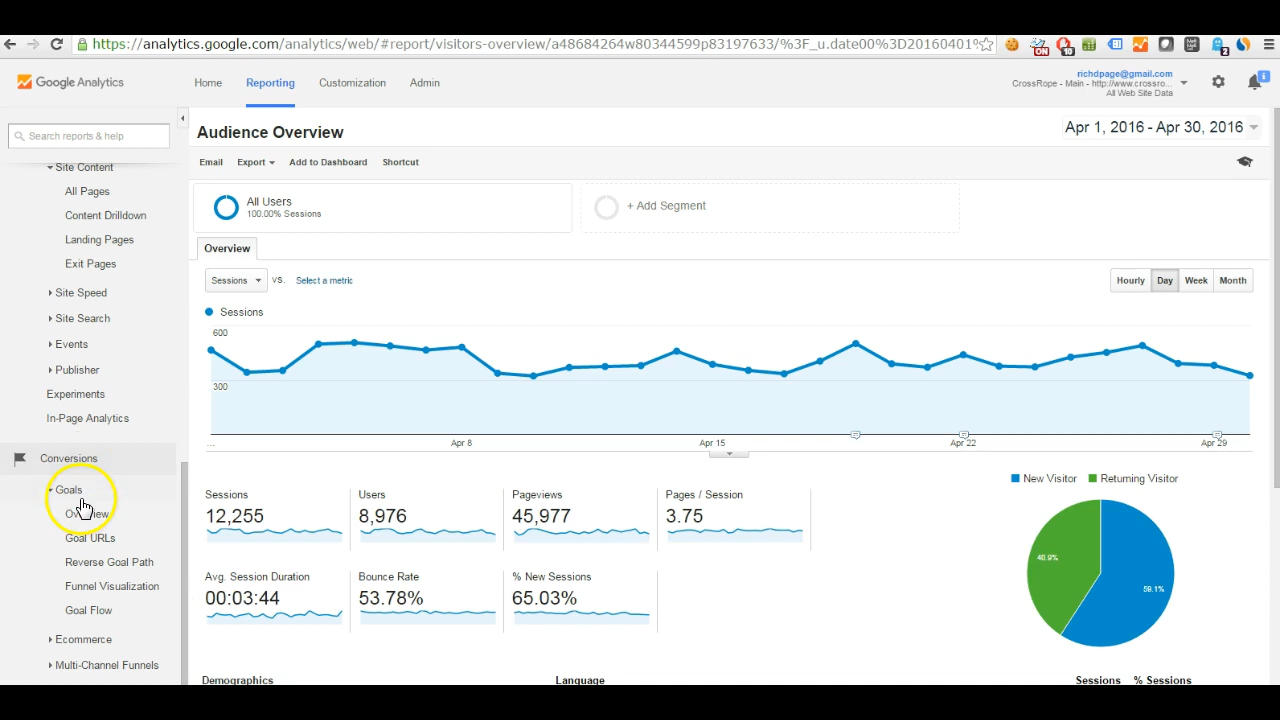 https://analytics.google.com/analytics/web/#report/visitors-overview/a48684264w80344599p83197633/%3F_u.date00%3D20160401%
ON
10
2
Google Analytics
Home
Reporting
Customization
Admin
richdpage@gmail.com
CrossRope - Main - http://www.crossro...
All Web Site Data
Search reports & help
Site Content
All Pages
Content Drilldown
Landing Pages
Exit Pages
Site Speed
Site Search
Events
Publisher
Experiments
In-Page Analytics
Conversions
Goals
Overview
Goal URLs
Reverse Goal Path
Funnel Visualization
Goal Flow
Ecommerce
Multi-Channel Funnels
Audience Overview
Apr 1, 2016 - Apr 30, 2016
Email
Export
Add to Dashboard
Shortcut
All Users
100.00% Sessions
+ Add Segment
Overview
Sessions
vs.
Select a metric
Hourly
Day
Week
Month
Sessions
600
300
...
Apr 8
Apr 15
Apr 22
Apr 29
Sessions
12,255
Users
8,976
Pageviews
45,977
Pages / Session
3.75
Avg. Session Duration
00:03:44
Bounce Rate
53.78%
% New Sessions
65.03%
New Visitor
Returning Visitor
40.9%
59.1%
Demographics
Language
Sessions
% Sessions